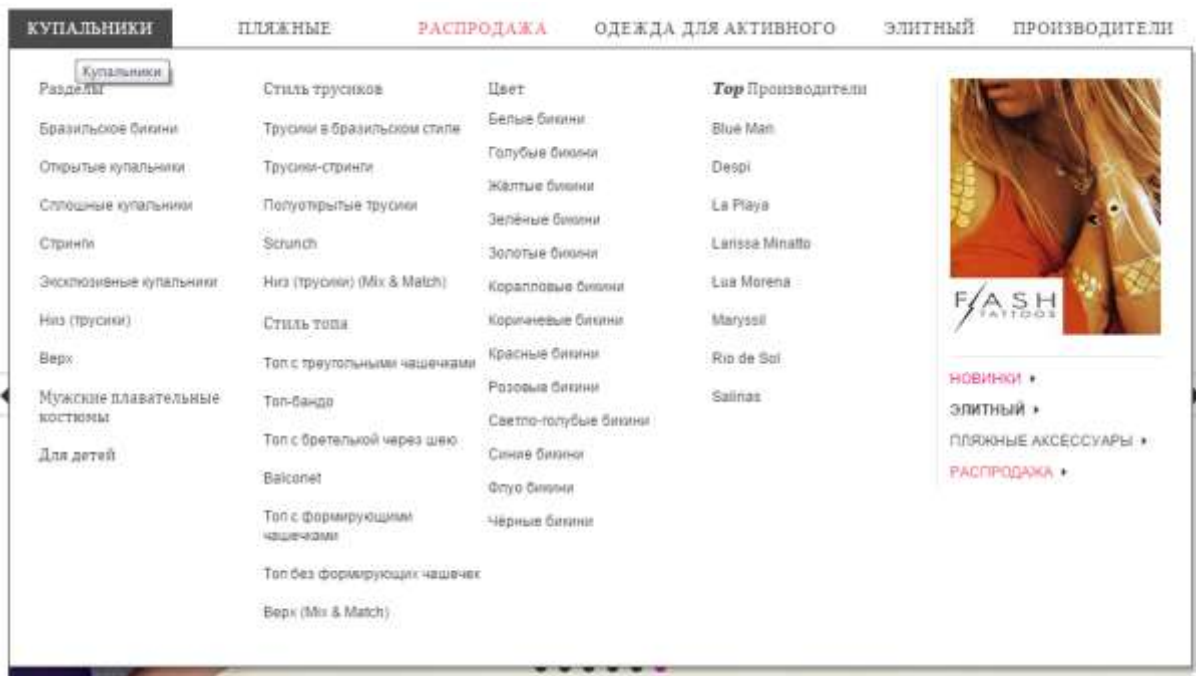 КУПАЛЬНИКИ ПЛЯЖНЫЕ РАСПРОДАЖА ОДЕЖДА ДЛЯ АКТИВНОГО ЭЛИТНЫЙ ПРОИЗВОДИТЕЛИ
Купальники
Разделы
Бразильское бикини
Открытые купальники
Сплошные купальники
Стринги
Эксклюзивные купальники
Низ (трусики)
Верх
Мужские плавательные
костюмы
Для детей
Стиль трусиков
Трусики в бразильском стиле
Трусики-стринги
Полуоткрытые трусики
Scrunch
Низ (трусики) (Mix & Match)
Стиль топа
Топ с треугольными чашечками
Топ-бандо
Топ с бретелькой через шею
Balconet
Топ с формирующими
чашечками
Топ без формирующих чашечек
Верх (Mix & Match)
Цвет
Белые бикини
Голубые бикини
Жёлтые бикини
Зелёные бикини
Золотые бикини
Коралловые бикини
Коричневые бикини
Красные бикини
Розовые бикини
Светло-голубые бикини
Синие бикини
Флуо бикини
Чёрные бикини
Top Производители
Blue Man
Despi
La Playa
Larissa Minatto
Lua Morena
Maryssil
Rio de Sol
Salinas
FLASH
TATTOOS
НОВИНКИ
ЭЛИТНЫЙ
ПЛЯЖНЫЕ АКСЕССУАРЫ
РАСПРОДАЖА